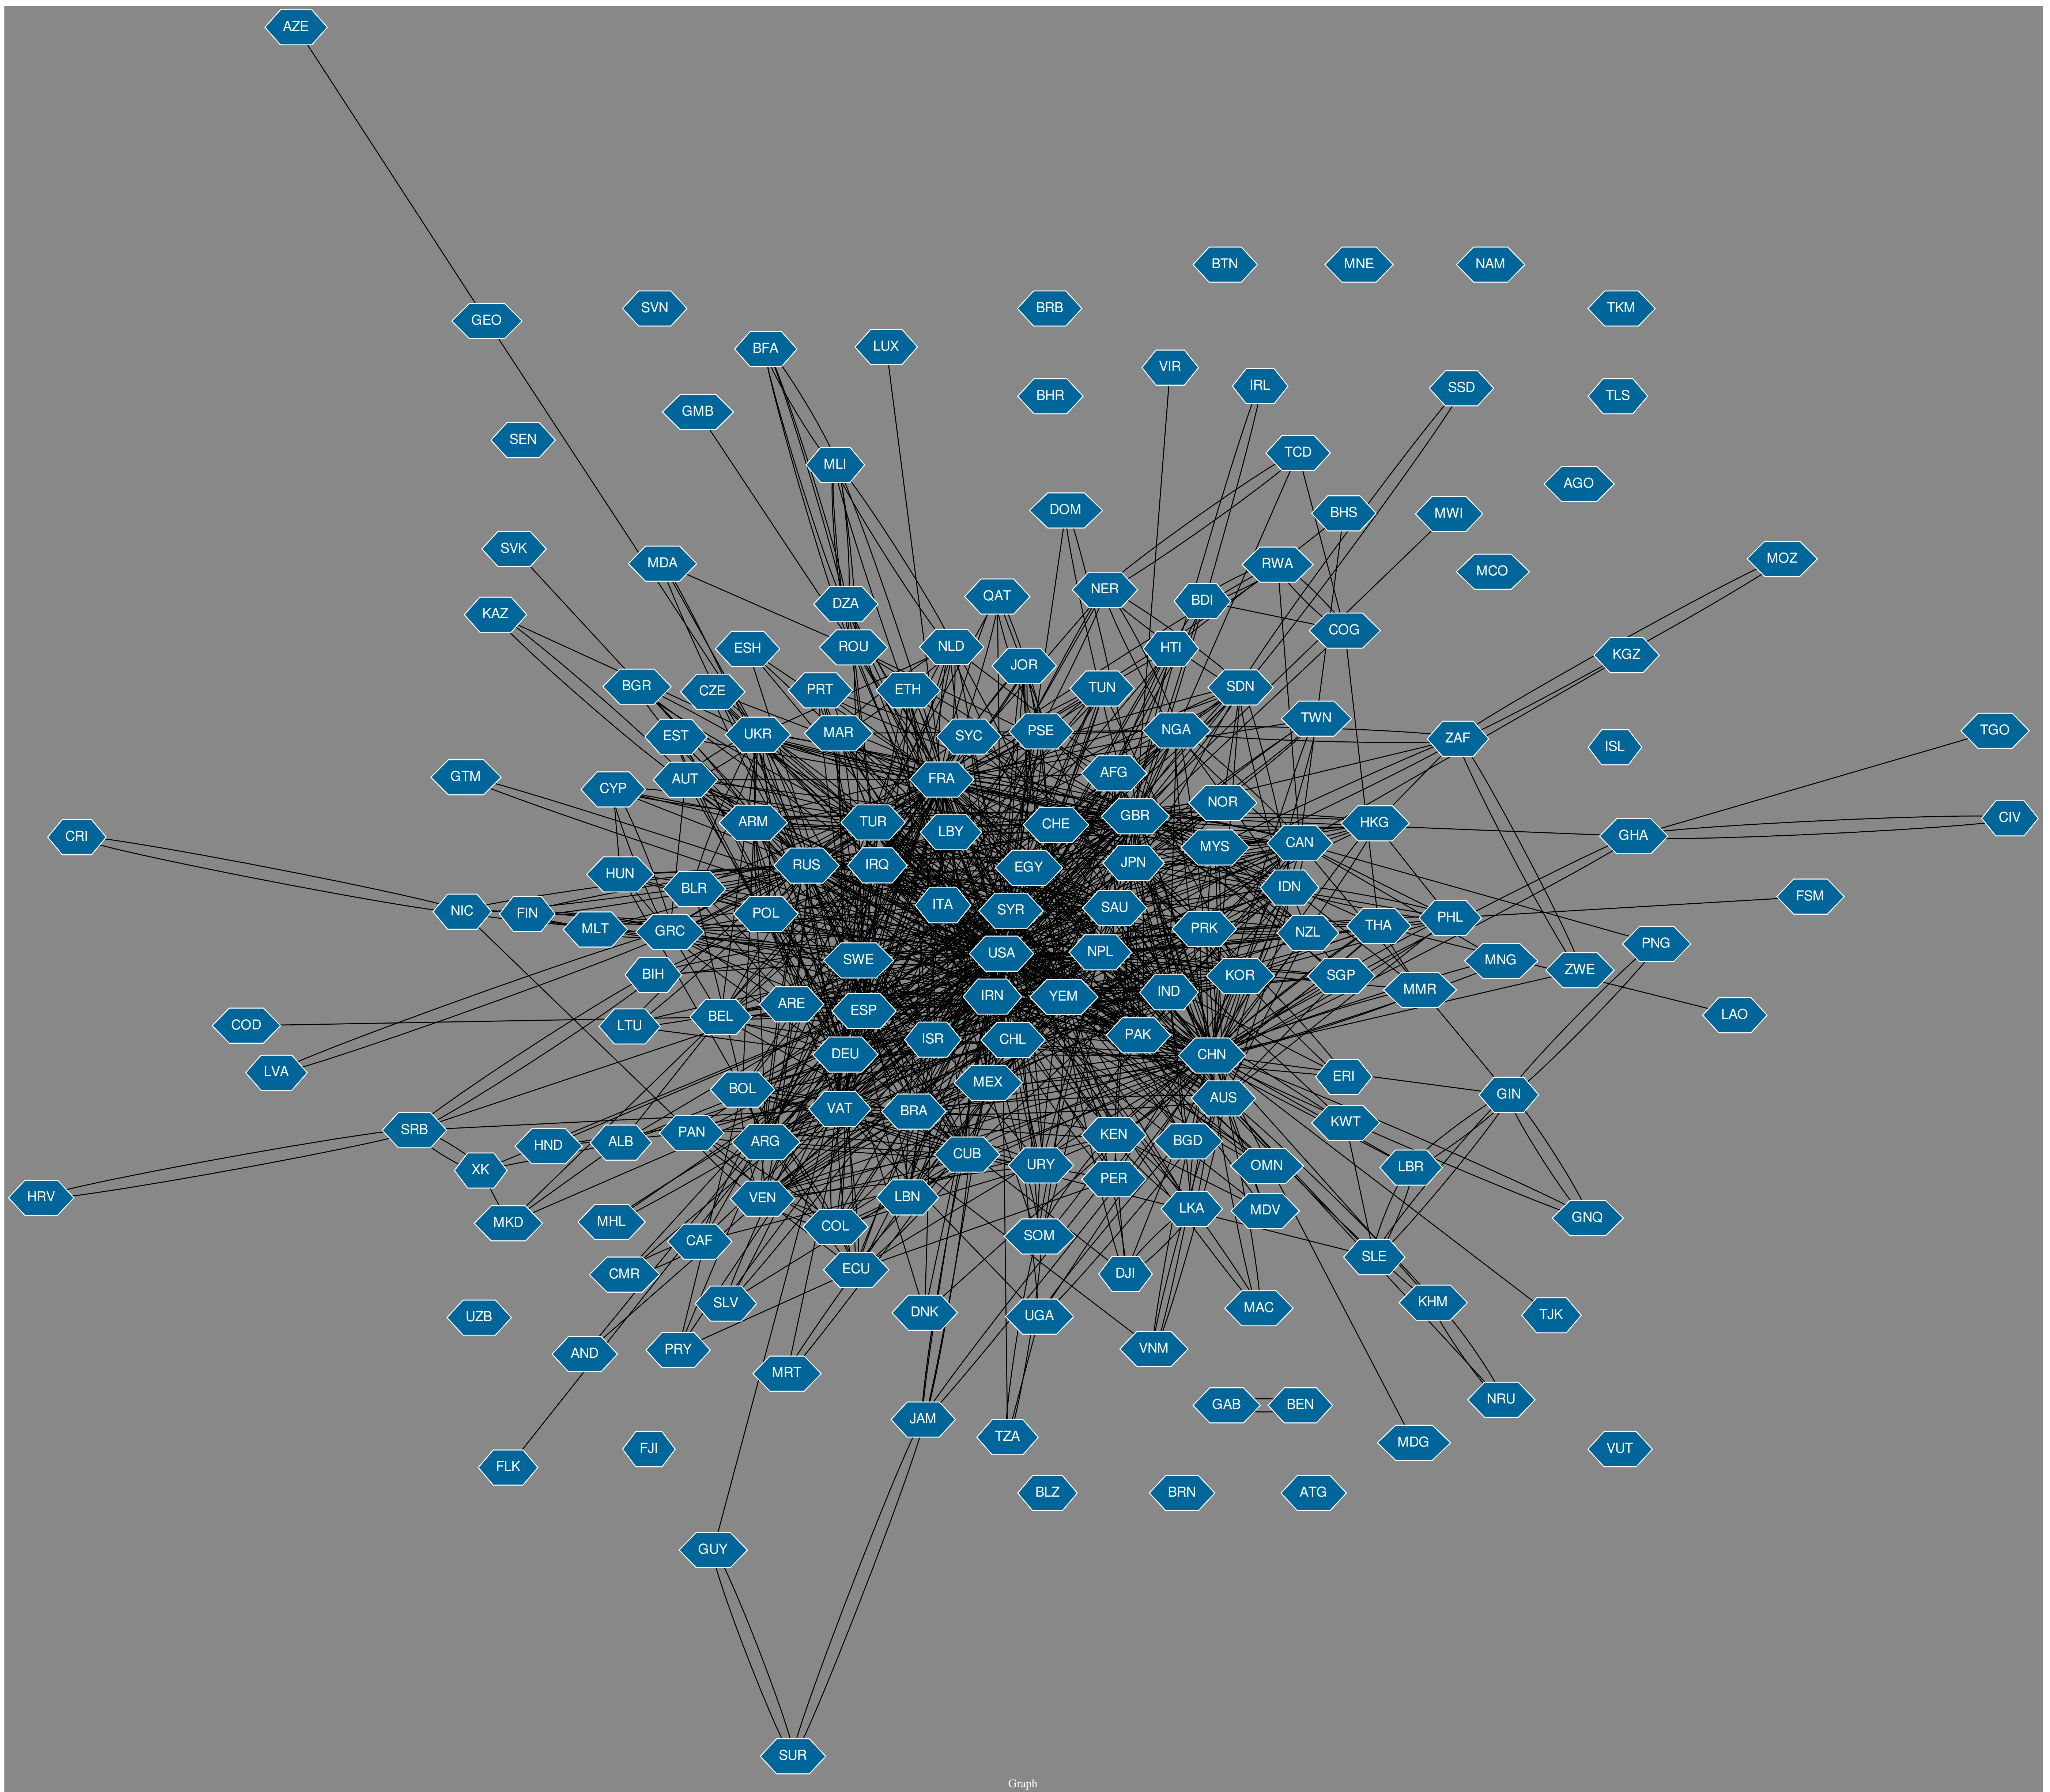 AZE
BTN
MNE
NAM
SVN
BRB
TKM
GEO
LUX
BFA
VIR
IRL
SSD
BHR
TLS
GMB
SEN
TCD
MLI
AGO
DOM
BHS
MWI
SVK
MOZ
MDA
RWA
MCO
NER
QAT
BDI
DZA
KAZ
COG
ESH
ROU
NLD
HTI
KGZ
JOR
BGR
CZE
PRT
ETH
TUN
SDN
TWN
TGO
PSE
NGA
UKR
MAR
EST
SYC
ZAF
ISL
AFG
GTM
AUT
FRA
CYP
NOR
GBR
CIV
ARM
TUR
LBY
CHE
HKG
CRI
GHA
CAN
MYS
JPN
RUS
IRQ
EGY
HUN
IDN
BLR
FSM
ITA
SAU
SYR
NIC
FIN
POL
PHL
THA
MLT
PRK
GRC
NZL
PNG
USA
NPL
SWE
MNG
ZWE
BIH
KOR
SGP
MMR
IND
IRN
YEM
ARE
ESP
LAO
BEL
COD
LTU
PAK
ISR
CHL
DEU
CHN
LVA
ERI
MEX
BOL
GIN
AUS
VAT
BRA
KWT
SRB
PAN
KEN
BGD
HND
ALB
ARG
CUB
URY
OMN
LBR
XK
PER
HRV
VEN
LBN
LKA
MDV
GNQ
MHL
MKD
COL
SOM
CAF
SLE
ECU
DJI
CMR
KHM
SLV
MAC
DNK
TJK
UGA
UZB
VNM
PRY
AND
MRT
NRU
GAB
BEN
JAM
TZA
MDG
FJI
VUT
FLK
BLZ
BRN
ATG
GUY
SUR
Graph